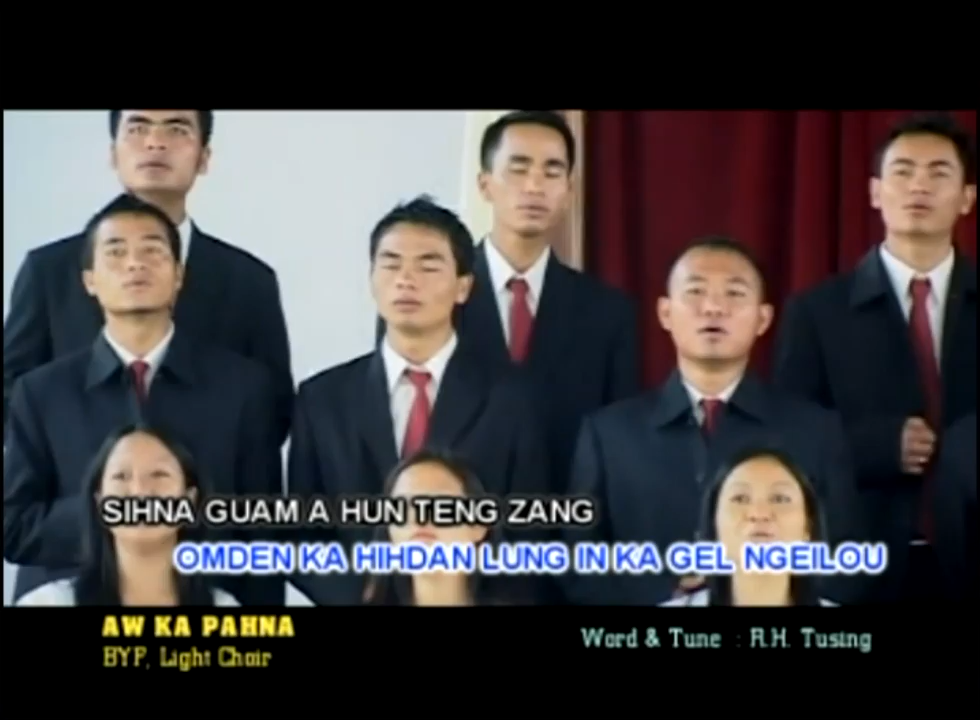 SIHNA GUAM A HUN TENG ZANG
OMDEN KA HIHDAN LUNG IN KA GEL NGEILOU
AW KA PAHNA
BYF, Light Choir
Word & Tune : R.H. Tusing